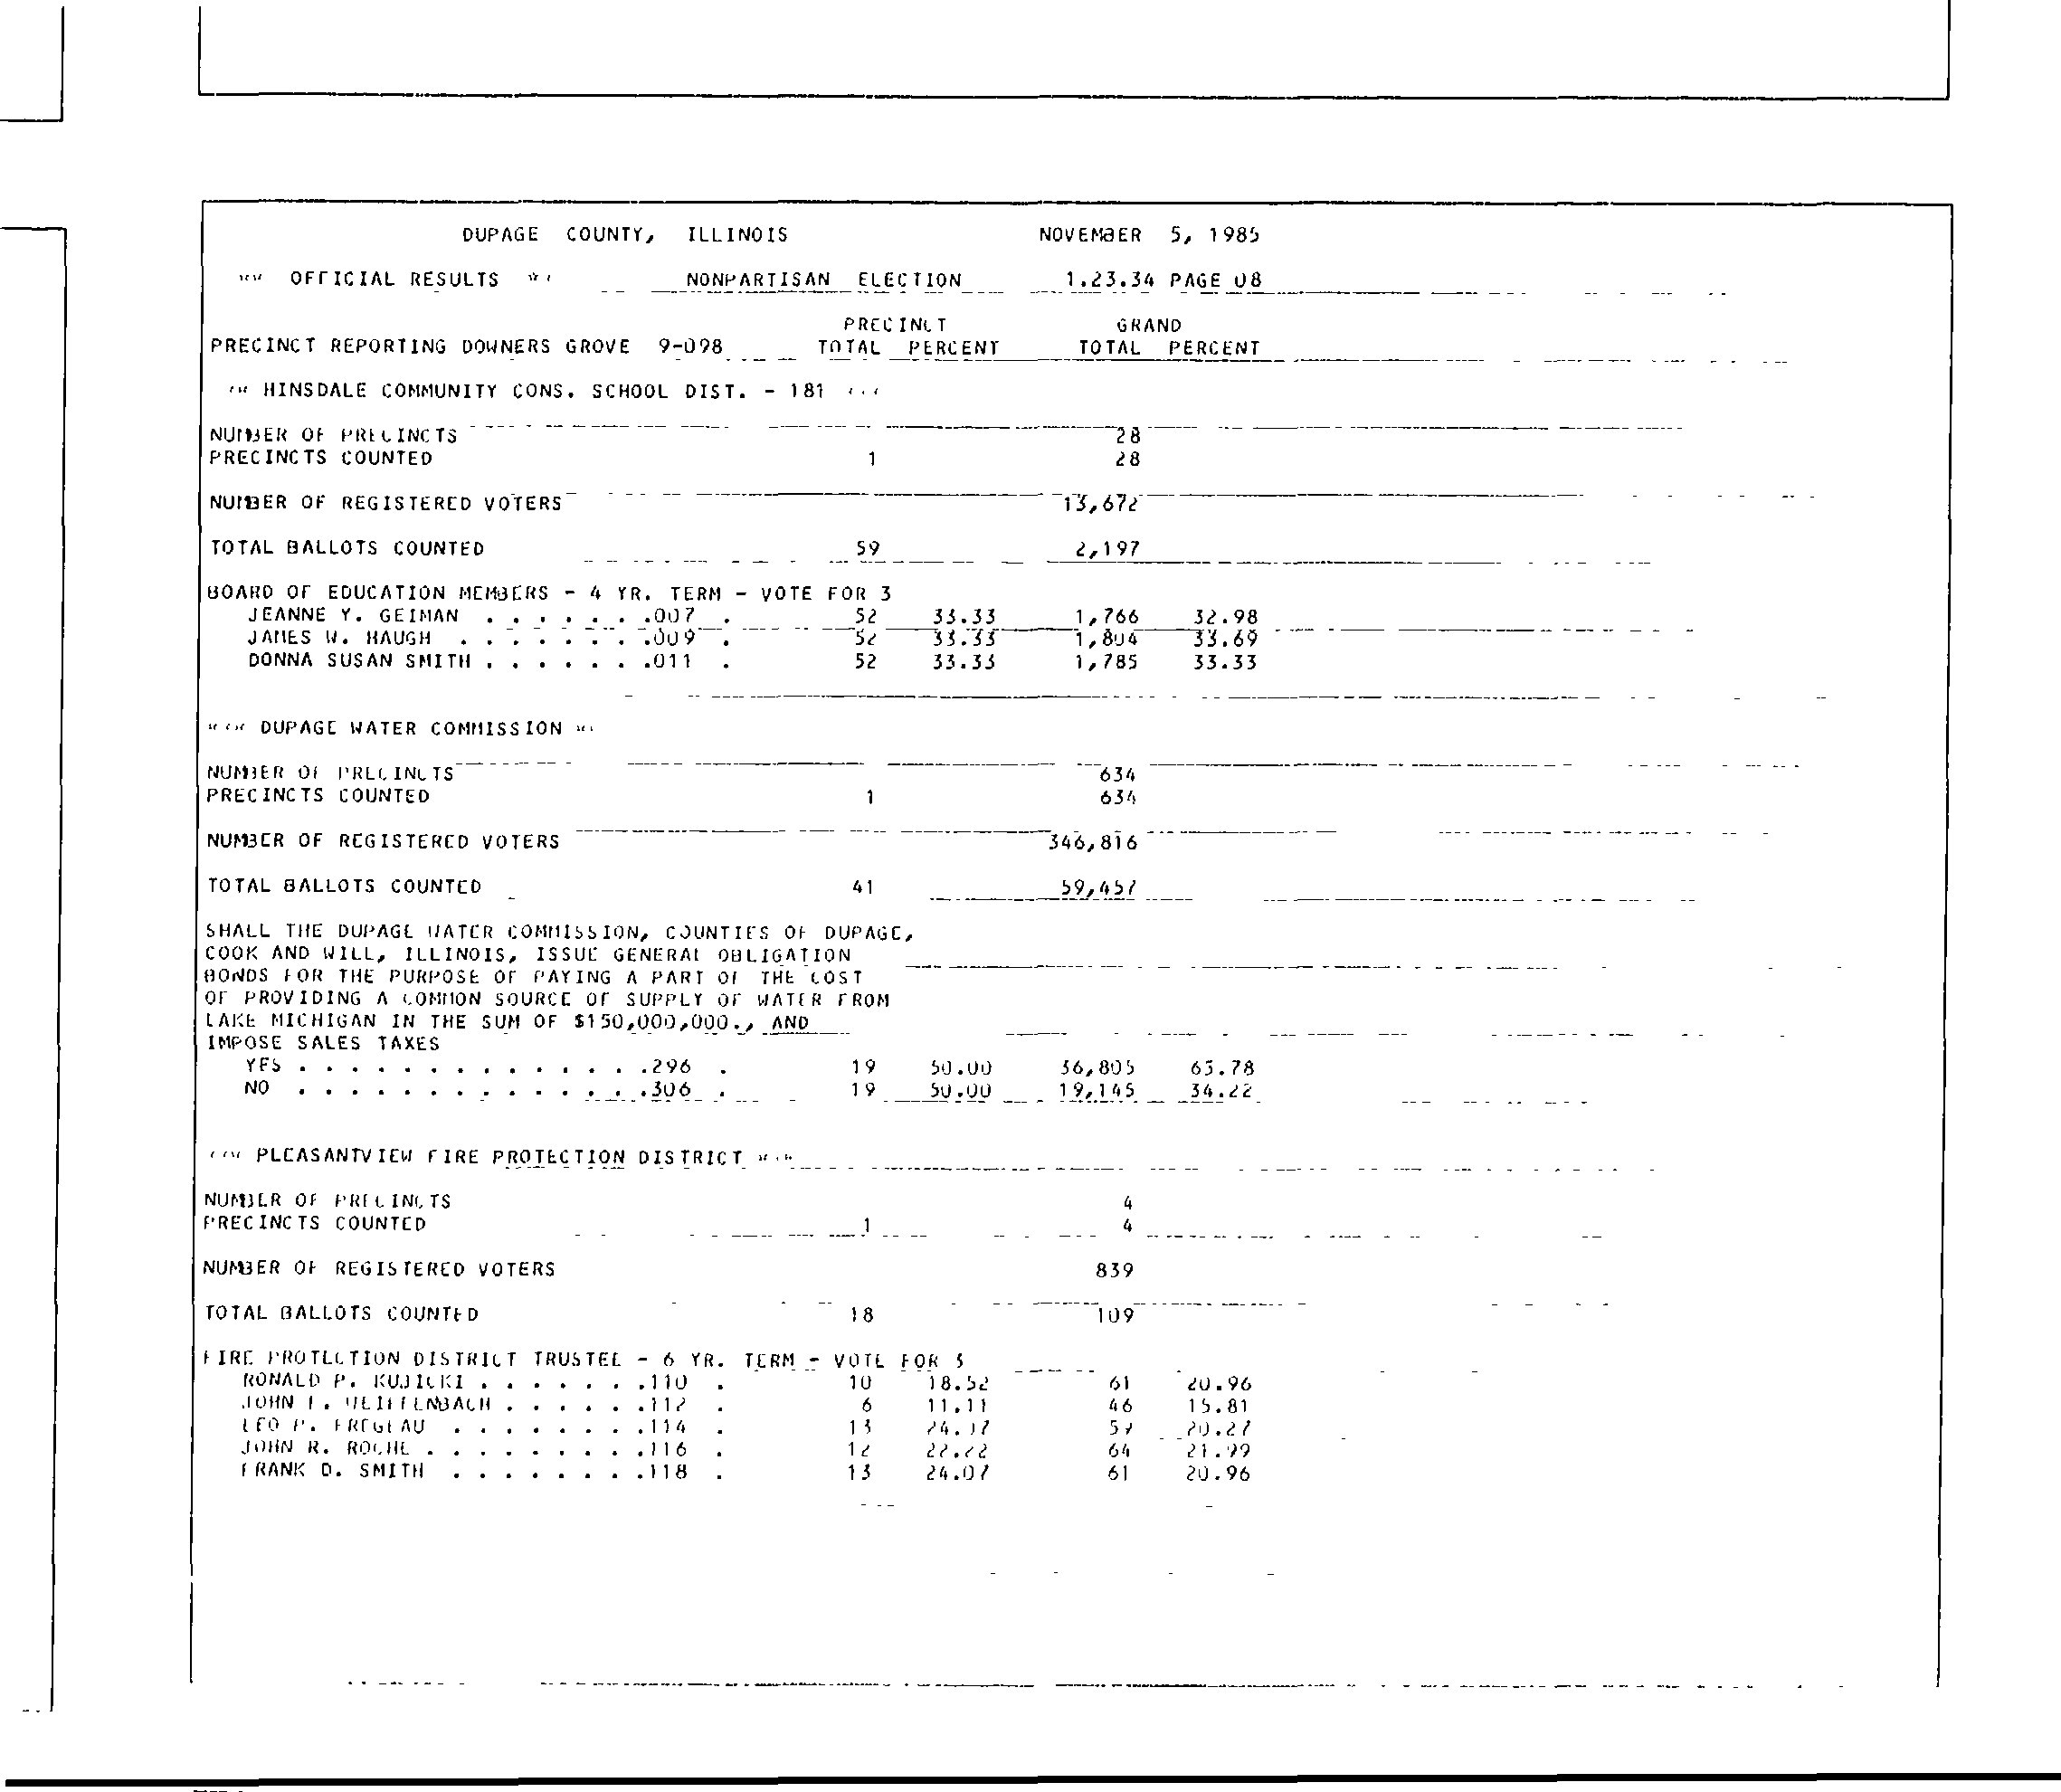 DUPAGE COUNTY, ILLINOIS NOVEMBER 5, 1985
OFFICIAL RESULTS NONPARTISAN ELECTION 1.23.34 PAGE 08
PRECINCT GRAND
PRECINCT REPORTING DOWNERS GROVE 9-098 TOTAL PERCENT TOTAL PERCENT
HINSDALE COMMUNITY CONS. SCHOOL DIST. - 181
NUMBER OF PRECINCTS 28
PRECINCTS COUNTED 1 28
NUMBER OF REGISTERED VOTERS 13,672
TOTAL BALLOTS COUNTED 59 2,197
BOARD OF EDUCATION MEMBERS - 4 YR. TERM - VOTE FOR 3
JEANNE Y. GEIMAN . . . . . . .007 . 52 33.33 1,766 32.98
JAMES W. HAUGH . . . . . . . .009 . 52 33.33 1,804 33.69
DONNA SUSAN SMITH . . . . . . .011 . 52 33.33 1,785 33.33
DUPAGE WATER COMMISSION
NUMBER OF PRECINCTS 634
PRECINCTS COUNTED 1 634
NUMBER OF REGISTERED VOTERS 346,816
TOTAL BALLOTS COUNTED 41 59,457
SHALL THE DUPAGE WATER COMMISSION, COUNTIES OF DUPAGE,
COOK AND WILL, ILLINOIS, ISSUE GENERAL OBLIGATION
BONDS FOR THE PURPOSE OF PAYING A PART OF THE COST
OF PROVIDING A COMMON SOURCE OF SUPPLY OF WATER FROM
LAKE MICHIGAN IN THE SUM OF $150,000,000., AND
IMPOSE SALES TAXES
YES . . . . . . . . . . . . . .296 . 19 50.00 36,805 65.78
NO . . . . . . . . . . . . . .306 . 19 50.00 19,145 34.22
PLEASANTVIEW FIRE PROTECTION DISTRICT
NUMBER OF PRECINCTS 4
PRECINCTS COUNTED 1 4
NUMBER OF REGISTERED VOTERS 839
TOTAL BALLOTS COUNTED 18 109
FIRE PROTECTION DISTRICT TRUSTEE - 6 YR. TERM - VOTE FOR 3
RONALD P. KUJICKI . . . . . . .110 . 10 18.52 61 20.96
JOHN . . . . . .112 . 6 11.11 46 15.81
LEO P. FREGEAU . . . . . . . .114 . 13 24.07 59 20.27
JOHN R. ROCHE . . . . . . . . .116 . 12 22.22 64 21.99
FRANK D. SMITH . . . . . . . .118 . 13 24.07 61 20.96